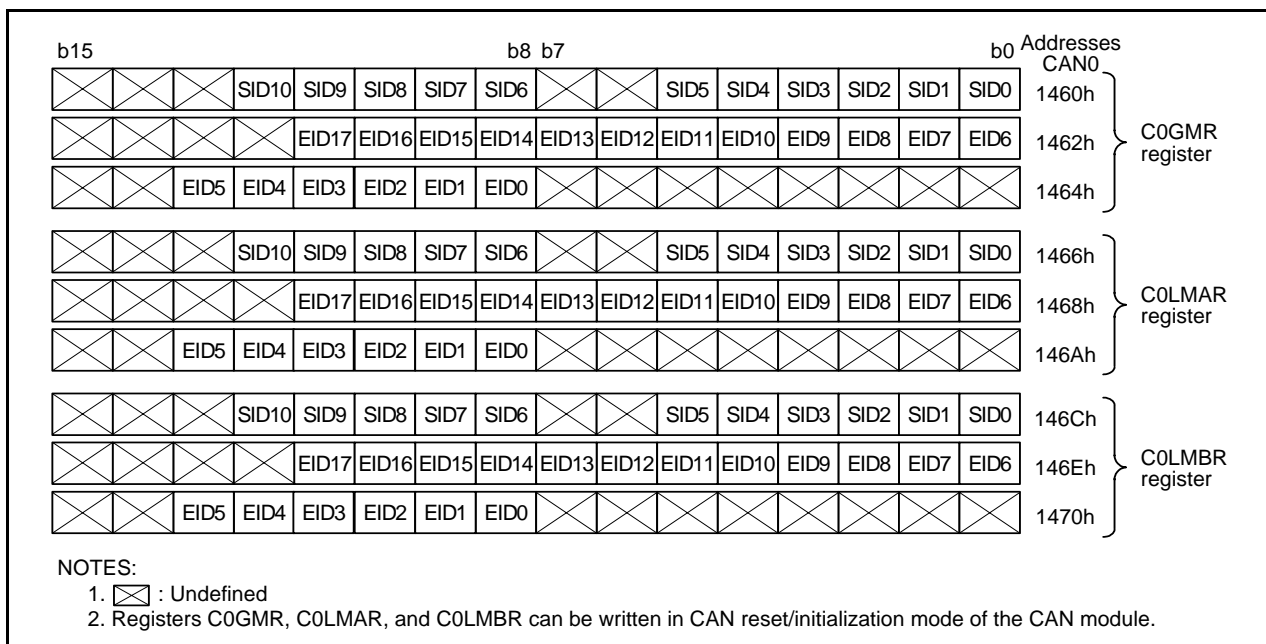 b15 b8 b7 b0 Addresses
CAN0
SID10 SID9 SID8 SID7 SID6 SID5 SID4 SID3 SID2 SID1 SID0 1460h
EID17 EID16 EID15 EID14 EID13 EID12 EID11 EID10 EID9 EID8 EID7 EID6 1462h C0GMR
register
EID5 EID4 EID3 EID2 EID1 EID0 1464h
SID10 SID9 SID8 SID7 SID6 SID5 SID4 SID3 SID2 SID1 SID0 1466h
EID17 EID16 EID15 EID14 EID13 EID12 EID11 EID10 EID9 EID8 EID7 EID6 1468h C0LMAR
register
EID5 EID4 EID3 EID2 EID1 EID0 146Ah
SID10 SID9 SID8 SID7 SID6 SID5 SID4 SID3 SID2 SID1 SID0 146Ch
EID17 EID16 EID15 EID14 EID13 EID12 EID11 EID10 EID9 EID8 EID7 EID6 146Eh C0LMBR
register
EID5 EID4 EID3 EID2 EID1 EID0 1470h
NOTES:
1. : Undefined
2. Registers C0GMR, C0LMAR, and C0LMBR can be written in CAN reset/initialization mode of the CAN module.